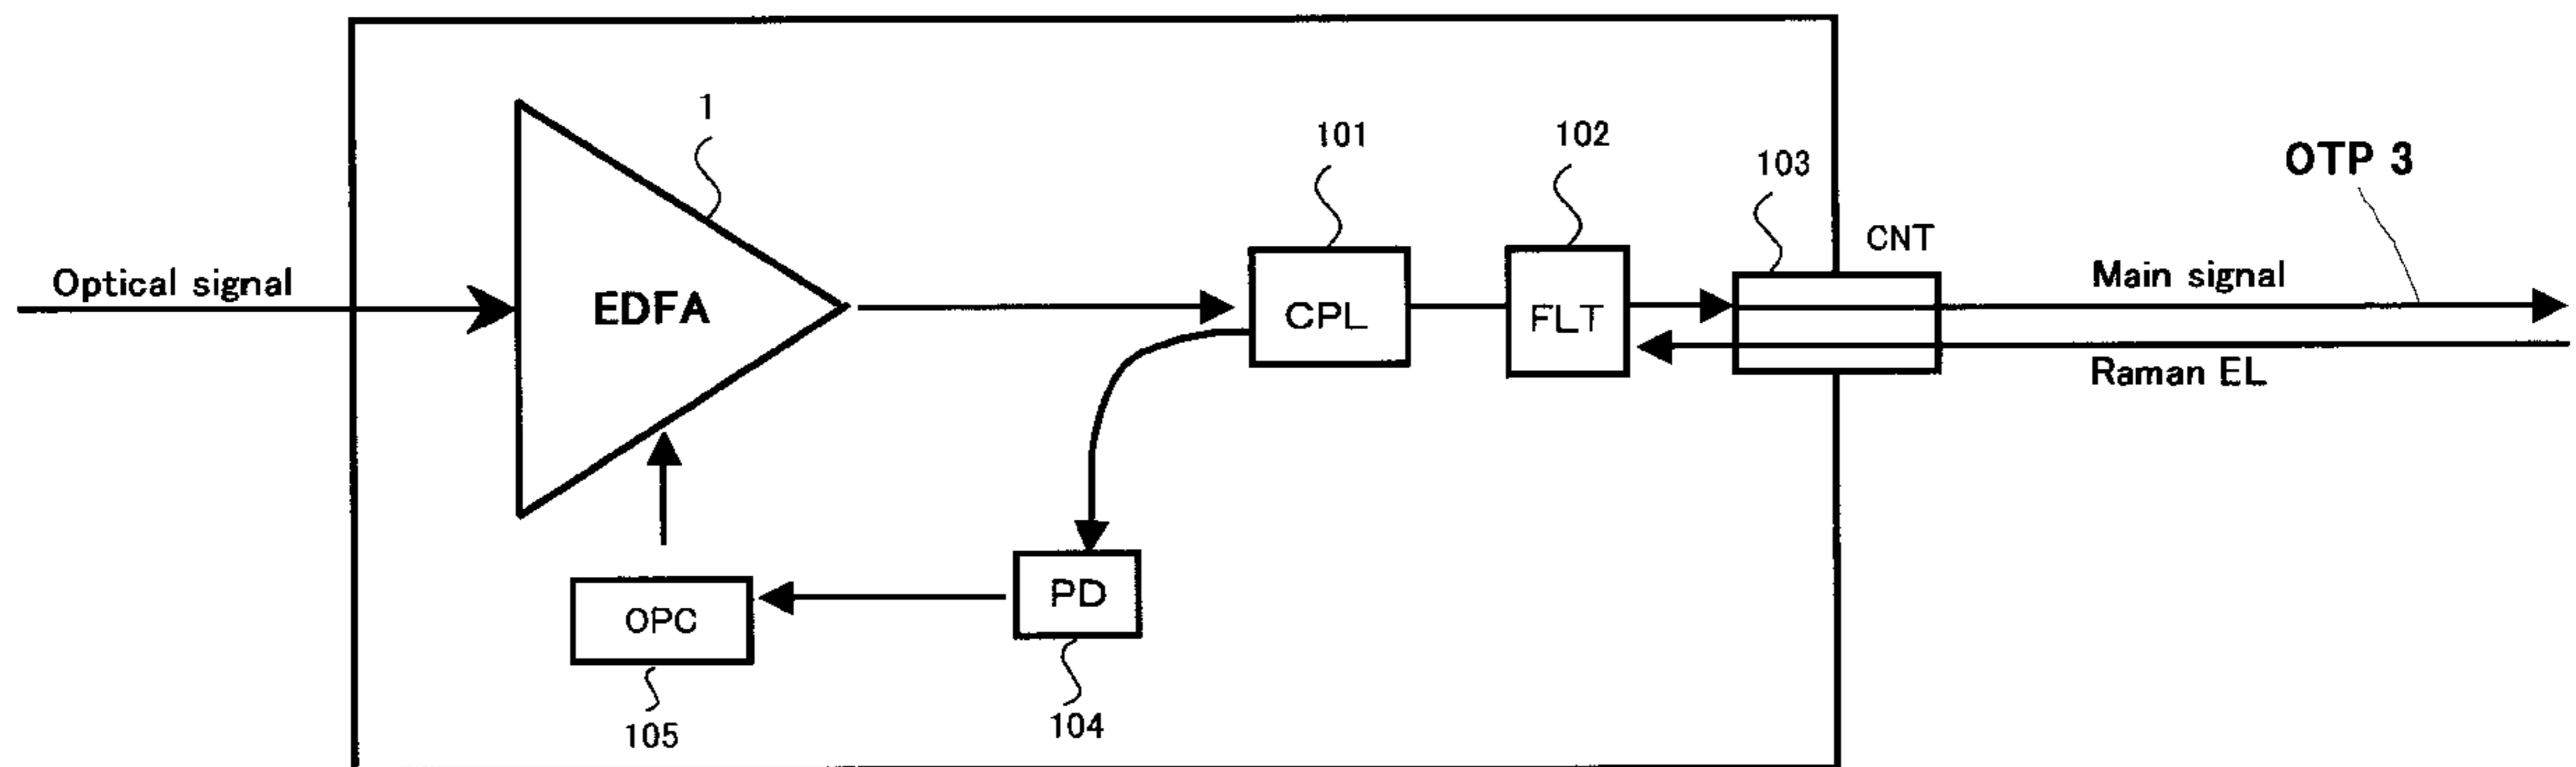 1
101
102
103
OTP 3
CNT
Optical signal
EDFA
CPL
FLT
Main signal
Raman EL
OPC
PD
105
104